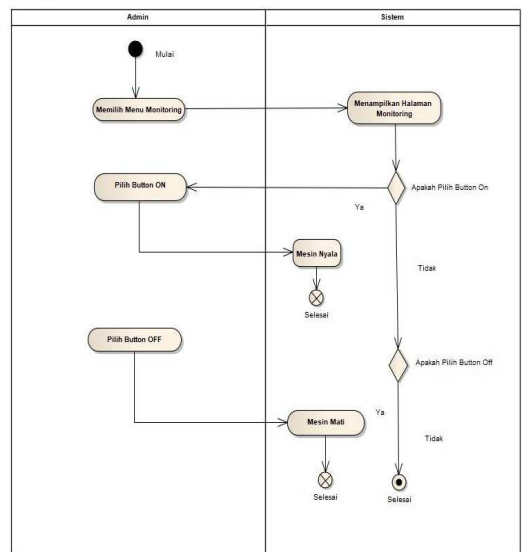 Admin
Sistem
Mulai
Memilih Menu Monitoring
Menampilkan Halaman
Monitoring
Pilih Button ON
Apakah Pilih Button On
Ya
Mesin Nyala
Tidak
Selesai
Pilih Button OFF
Apakah Pilih Button Off
Mesin Mati
Ya
Tidak
Selesai
Selesai